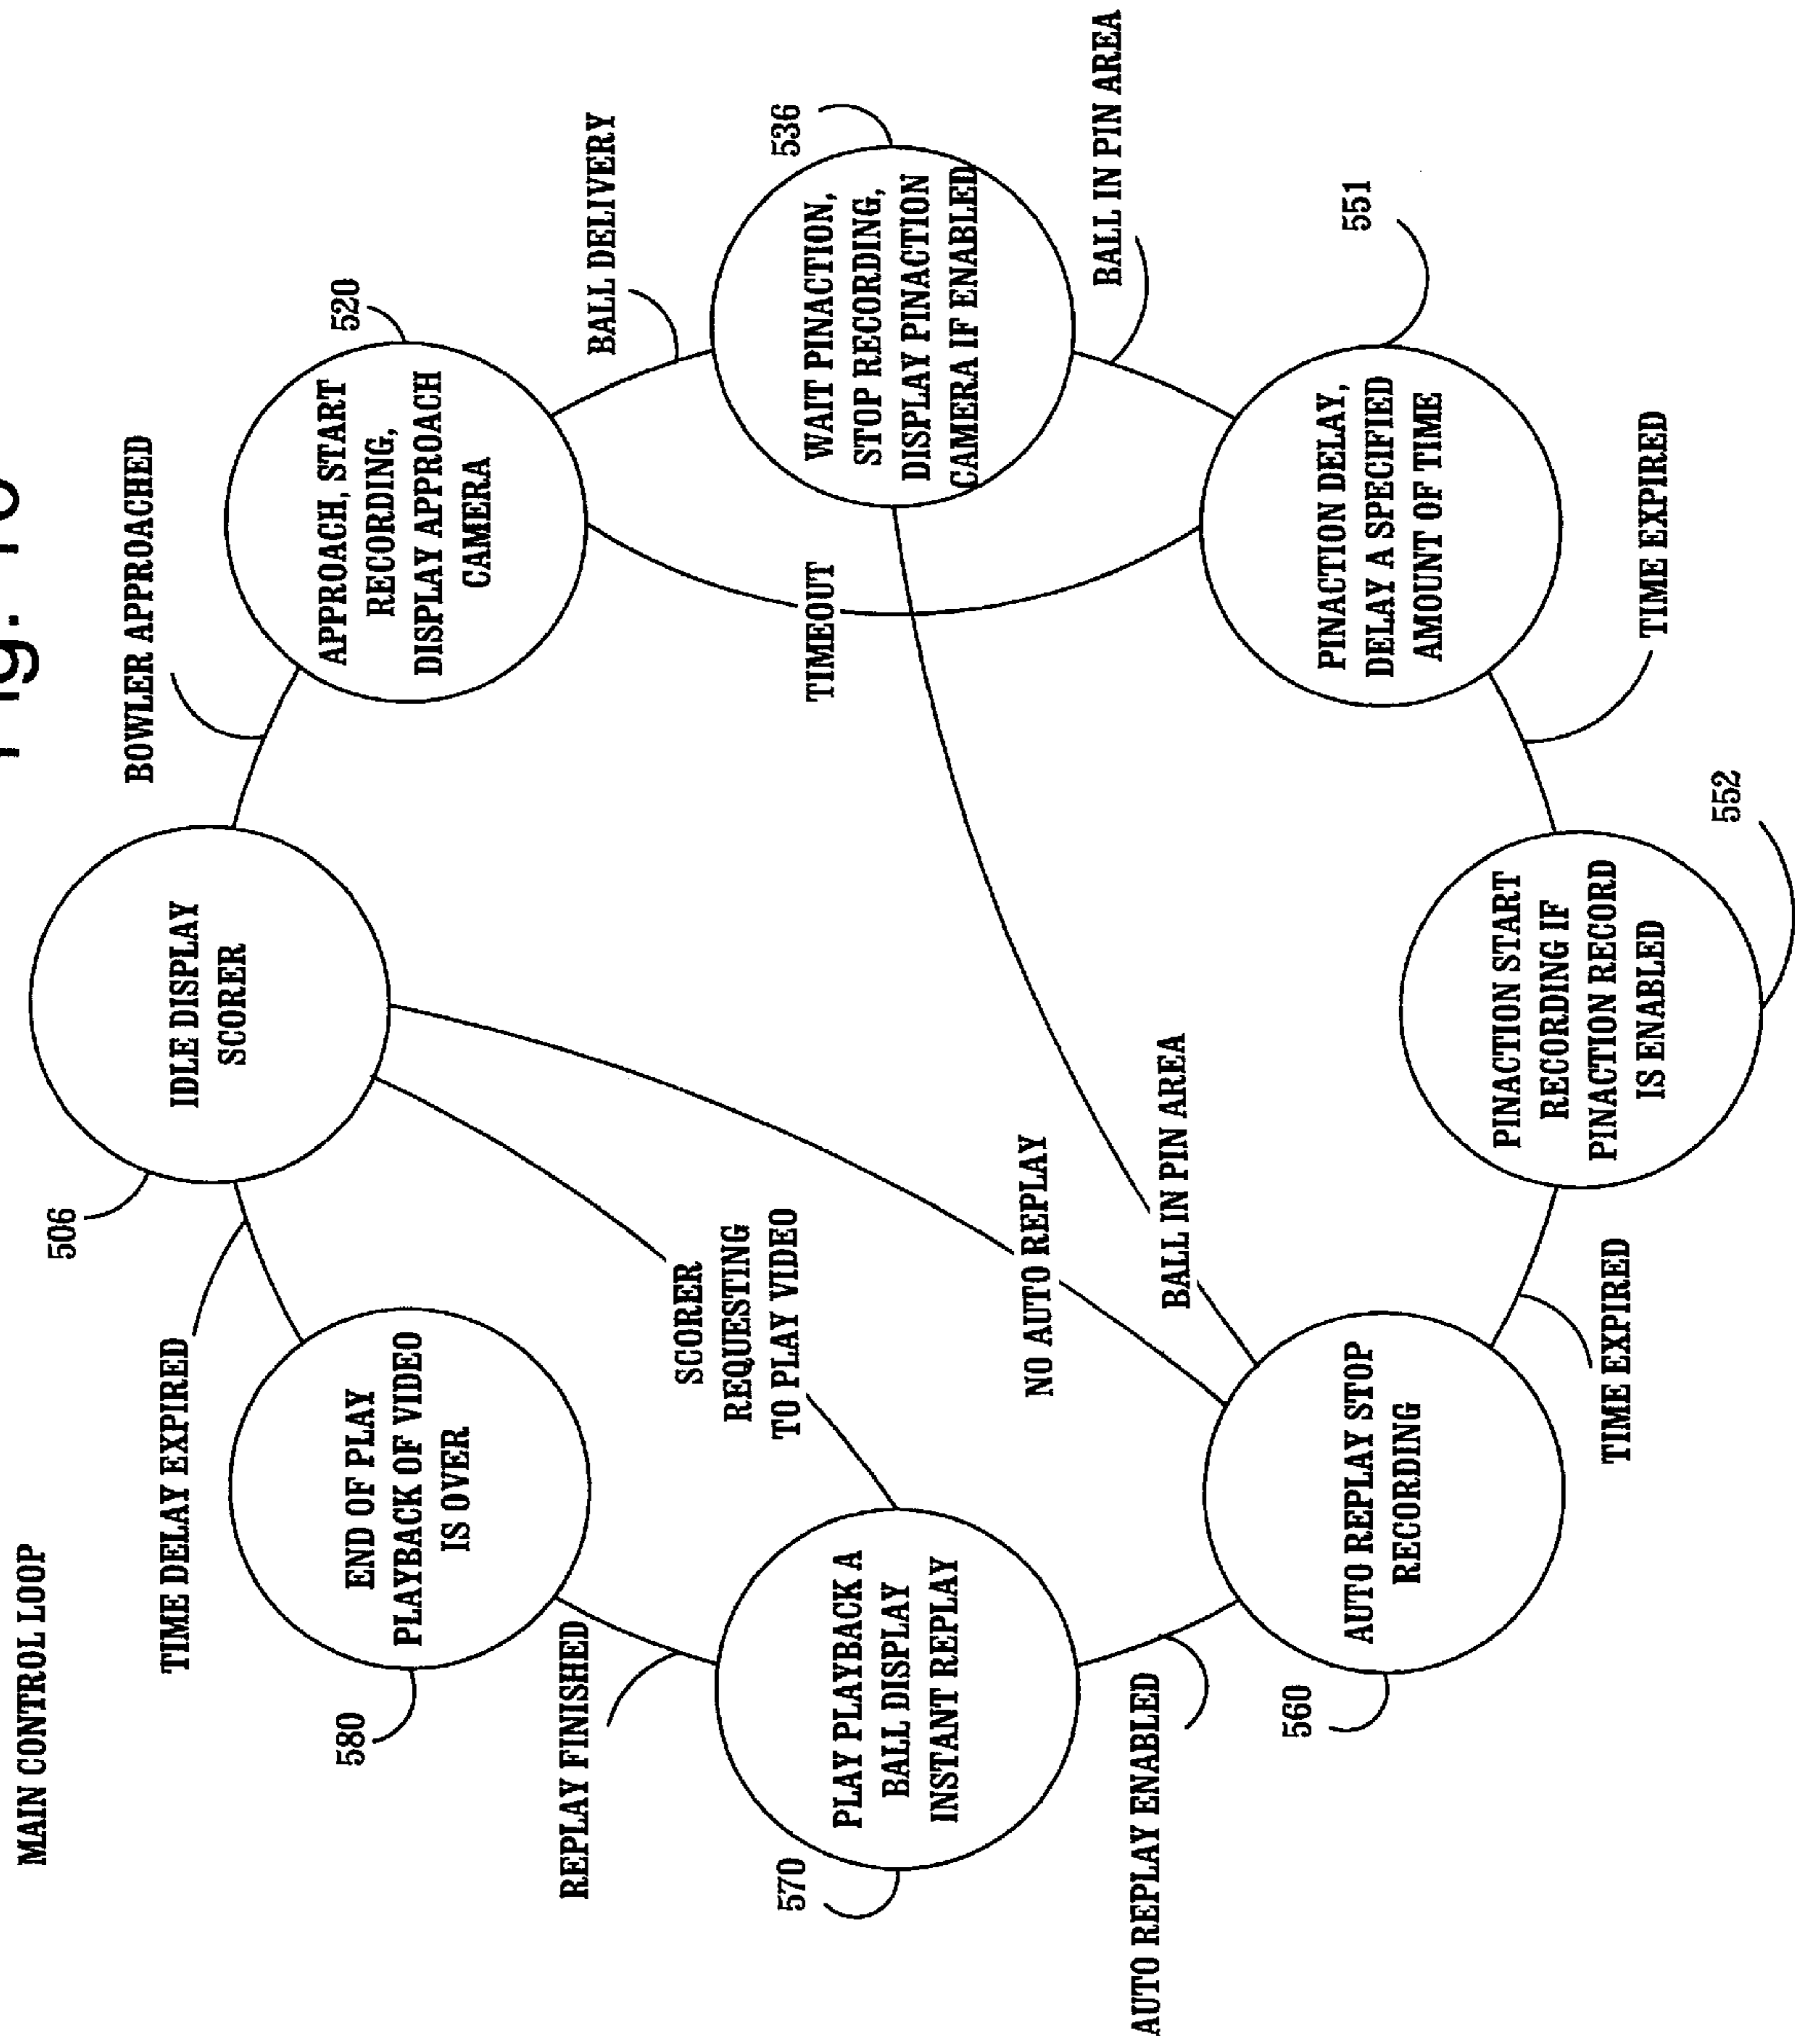 MAIN CONTROL LOOP
506
IDLE DISPLAY
SCORER
BOWLER APPROACHED
520
APPROACH, START
RECORDING,
DISPLAY APPROACH
CAMERA
BALL DELIVERY
536
WAIT PINACTION,
STOP RECORDING,
DISPLAY PINACTION
CAMERA IF ENABLED
BALL IN PIN AREA
TIMEOUT
551
PINACTION DELAY,
DELAY A SPECIFIED
AMOUNT OF TIME
TIME EXPIRED
552
PINACTION START
RECORDING IF
PINACTION RECORD
IS ENABLED
TIME EXPIRED
BALL IN PIN AREA
NO AUTO REPLAY
560
AUTO REPLAY STOP
RECORDING
AUTO REPLAY ENABLED
570
PLAY PLAYBACK A
BALL DISPLAY
INSTANT REPLAY
SCORER
REQUESTING
TO PLAY VIDEO
REPLAY FINISHED
580
END OF PLAY
PLAYBACK OF VIDEO
IS OVER
TIME DELAY EXPIRED